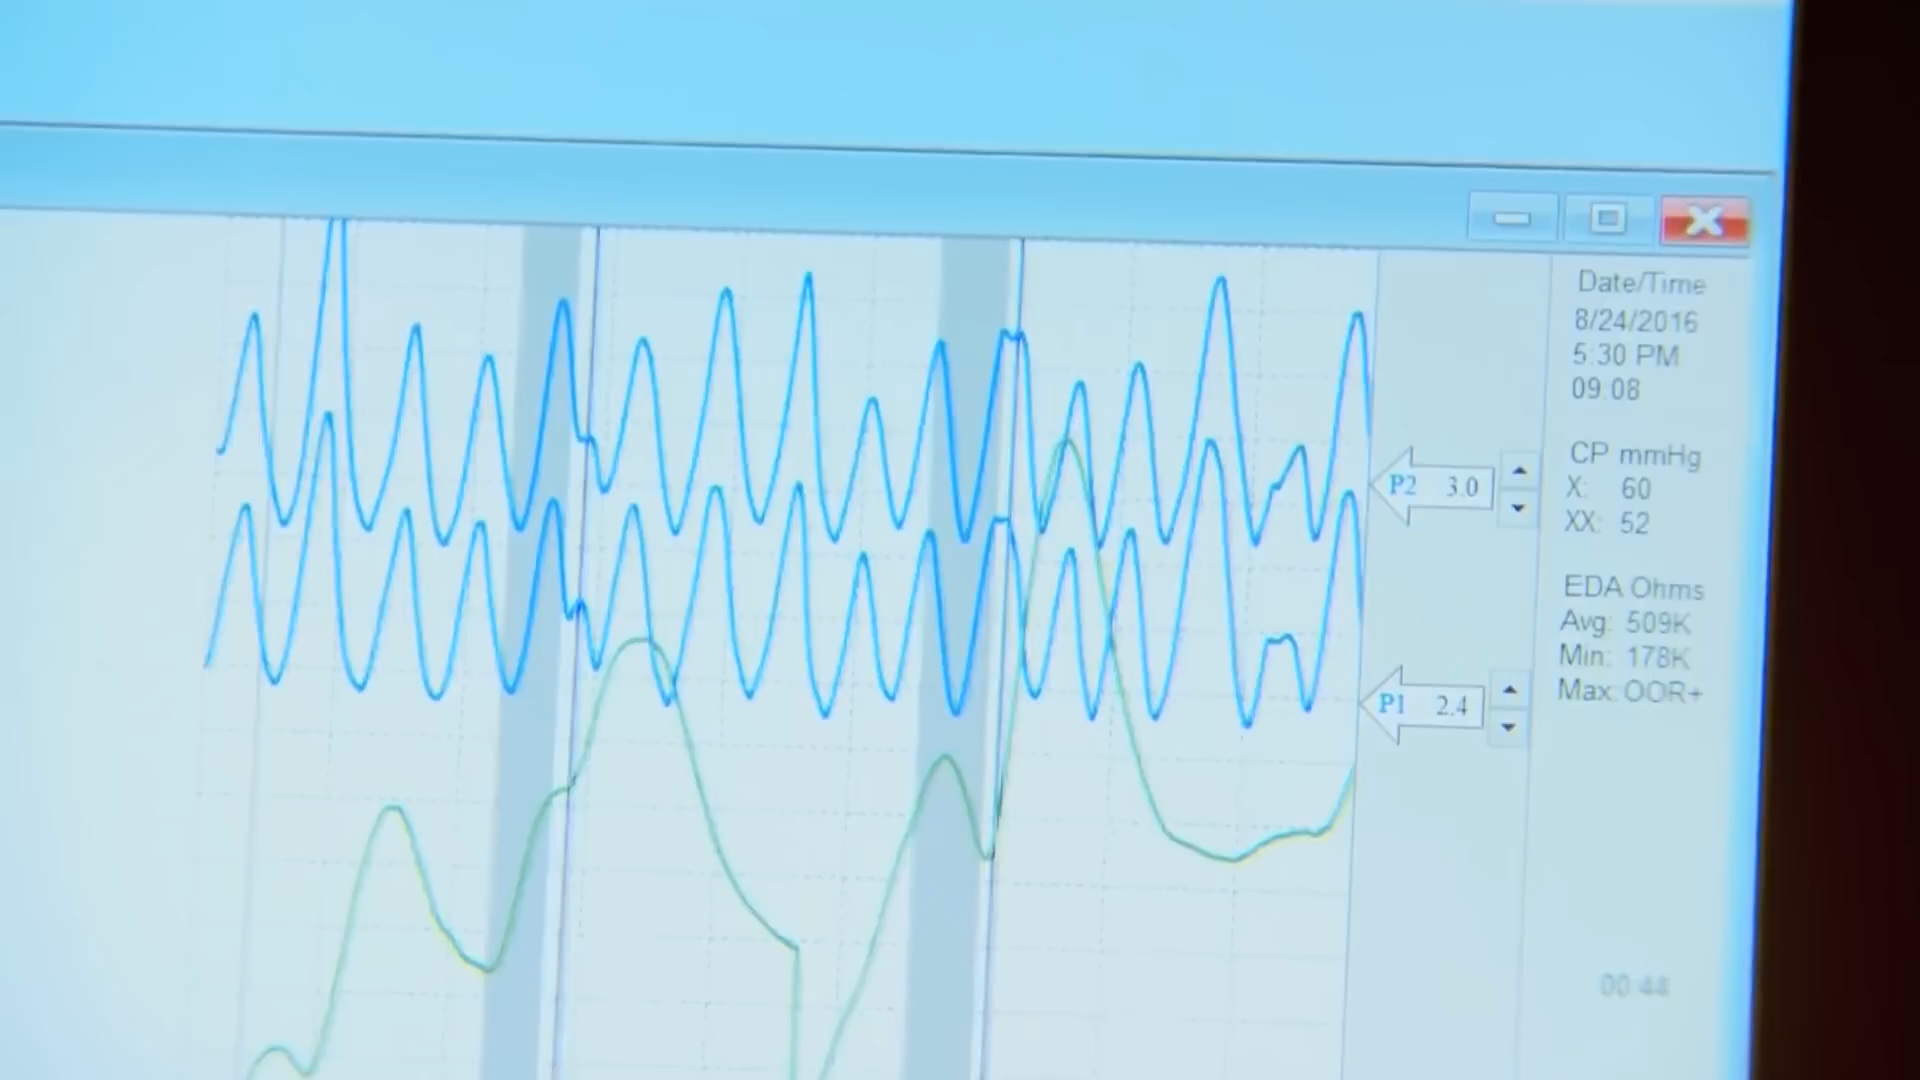 Date/Time
8/24/2016
5:30 PM
09:08
CP mmHg
X: 60
XX: 52
EDA Ohms
Avg: 509K
Min: 178K
Max: OOR+
P2 3.0
P1 2.4
00:44